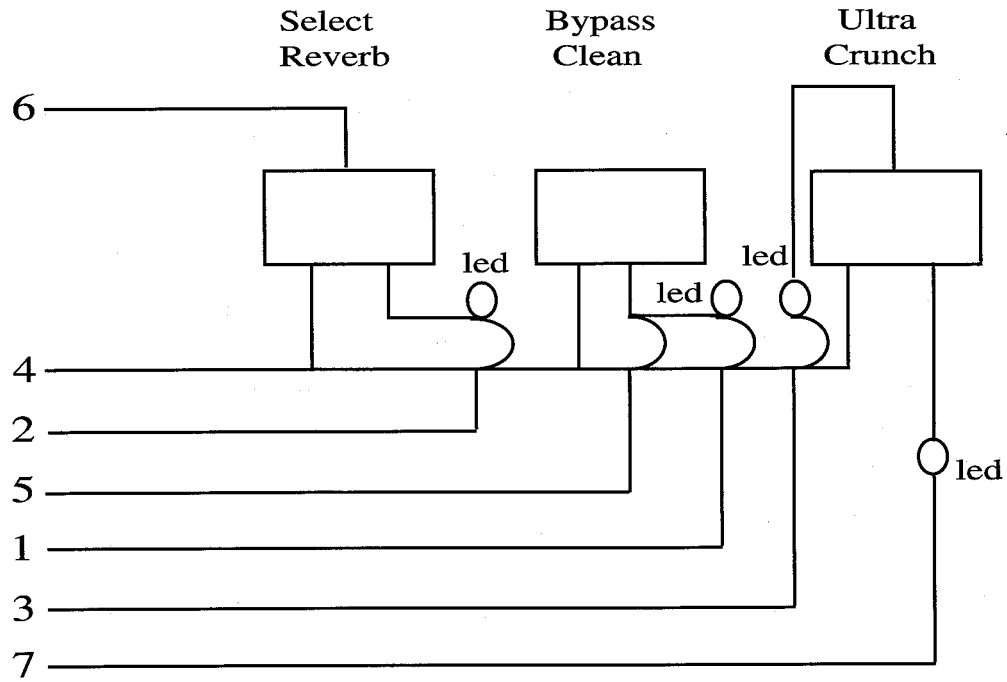 Select
Reverb
Bypass
Clean
Ultra
Crunch
6
led
led
led
4
2
led
5
1
3
7